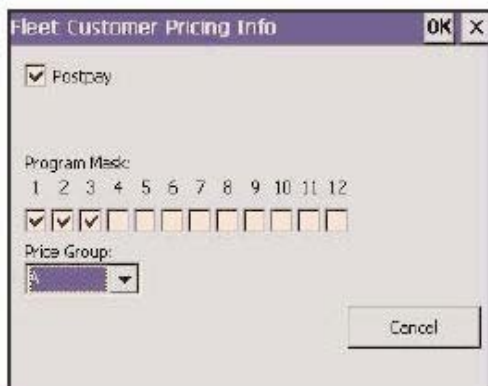 Fleet Customer Pricing Info OK X
Postpay
Program Mask:
1 2 3 4 5 6 7 8 9 10 11 12
Price Group:
A
Cancel